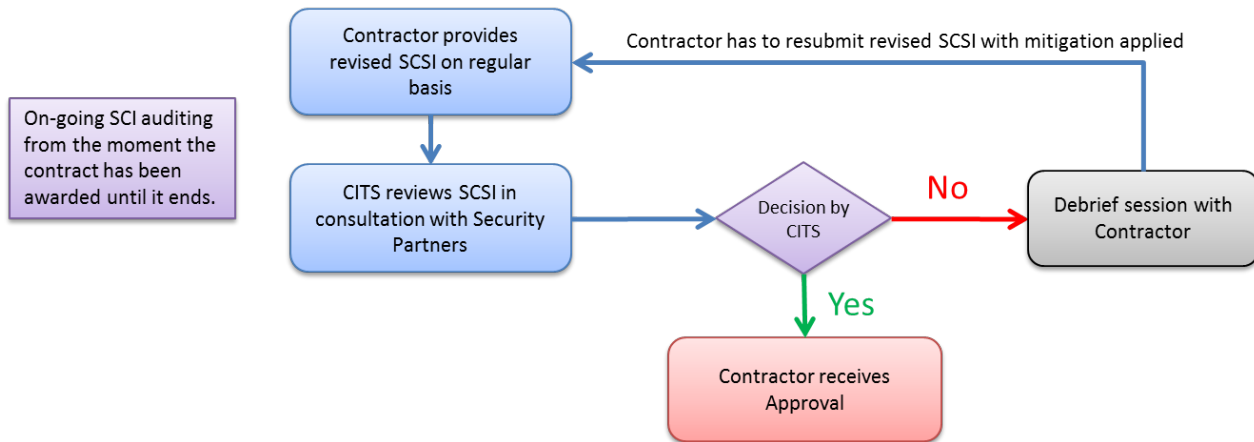 Contractor provides
revised SCSI on regular
basis
Contractor has to resubmit revised SCSI with mitigation applied
On-going SCI auditing
from the moment the
contract has been
awarded until it ends.
CITS reviews SCSI in
consultation with Security
Partners
Decision by
CITS
No
Debrief session with
Contractor
Yes
Contractor receives
Approval